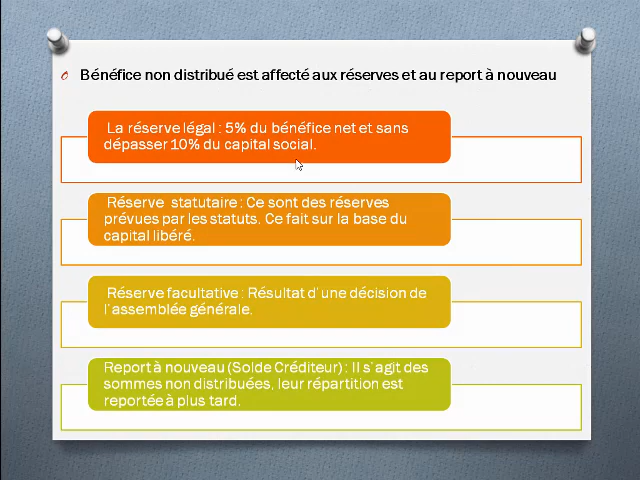 Bénéfice non distribué est affecté aux réserves et au report à nouveau
La réserve légal : 5% du bénéfice net et sans
dépasser 10% du capital social.
Réserve statutaire : Ce sont des réserves
prévues par les statuts. Ce fait sur la base du
capital libéré.
Réserve facultative : Résultat d'une décision de
l'assemblée générale.
Report à nouveau (Solde Créditeur) : Il s'agit des
sommes non distribuées, leur répartition est
reportée à plus tard.